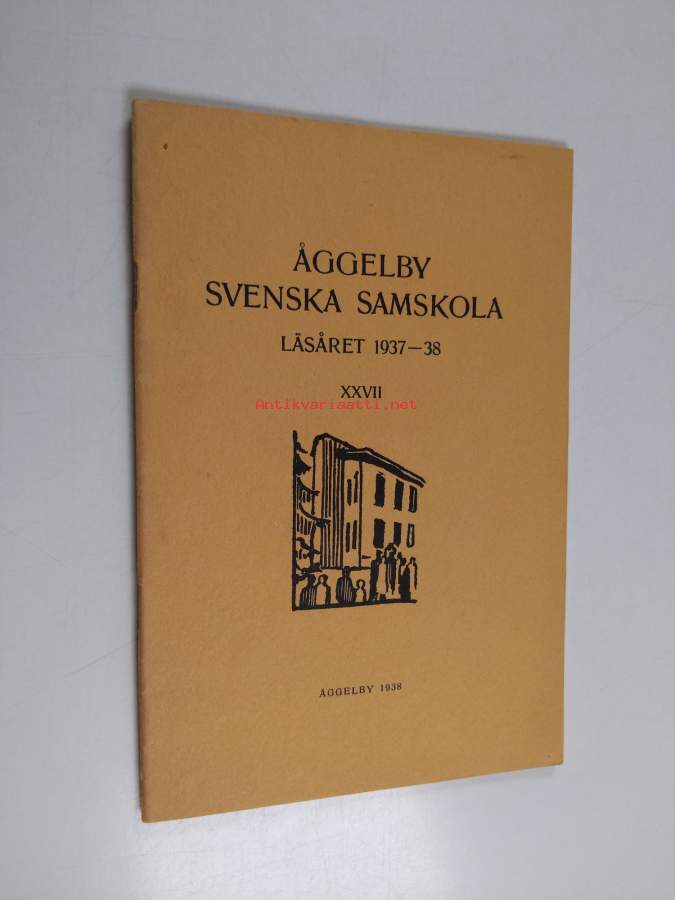 ÅGGELBY
SVENSKA SAMSKOLA
LÄSÅRET 1937—38
XXVII
Antikvariaatti.net
ÅGGELBY 1938